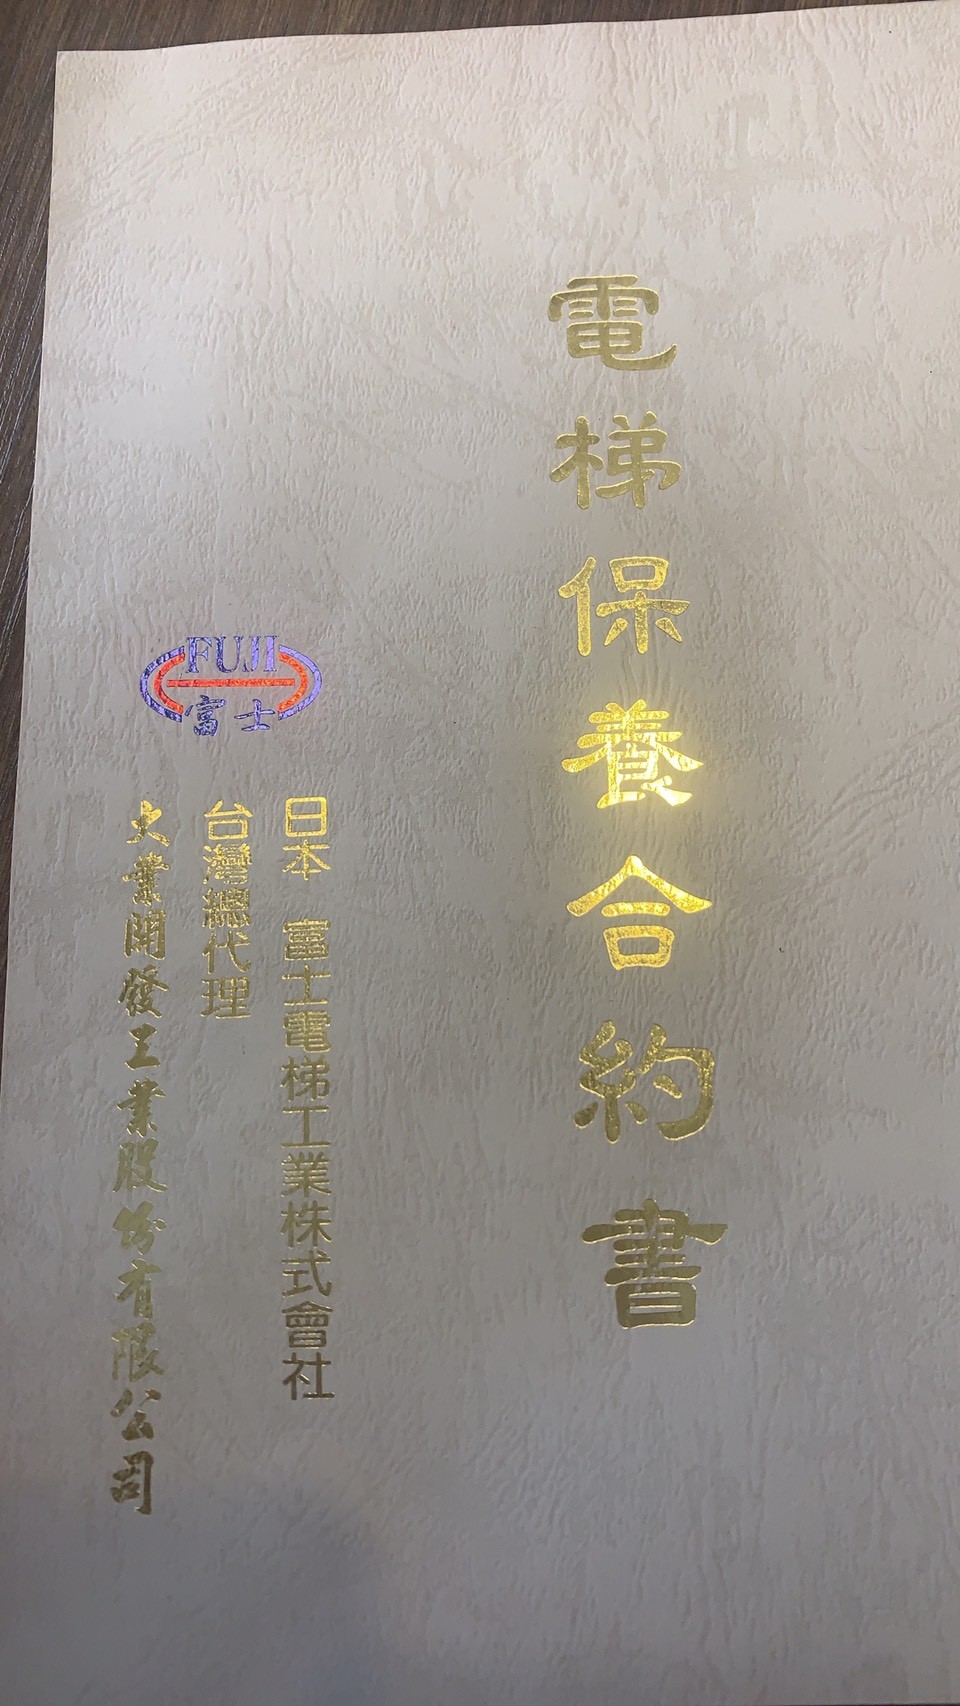 電梯保養合約書
FUJI
富士
日本 富士電梯工業株式會社
台灣總代理
大業開發工業股份有限公司